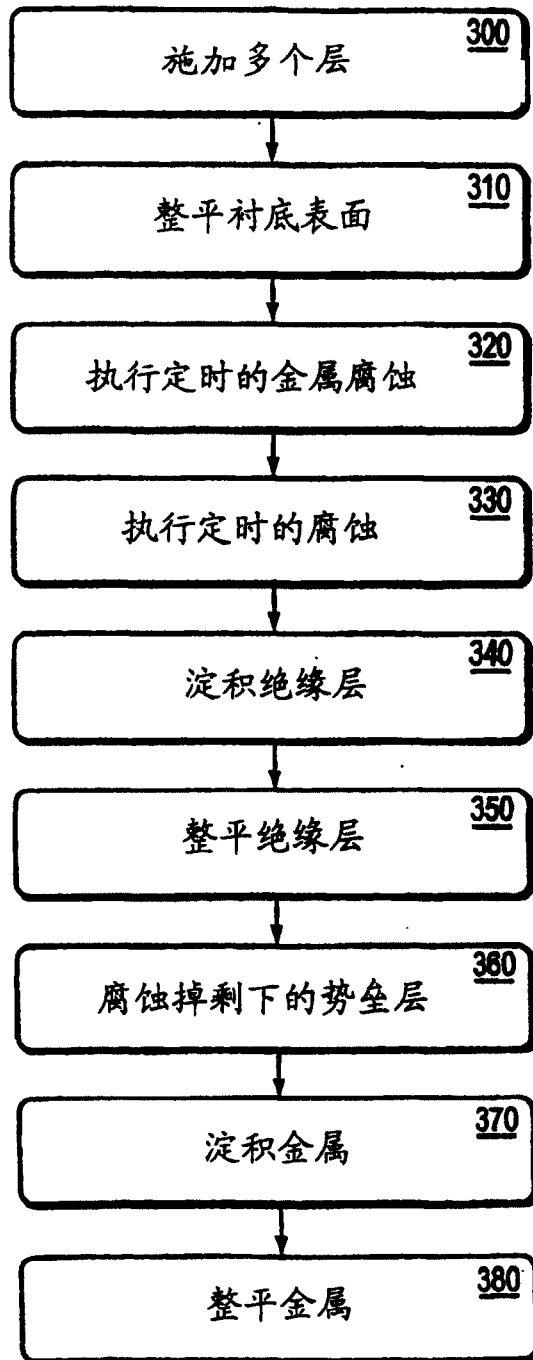 300
施加多个层
310
整平衬底表面
320
执行定时的金属腐蚀
330
执行定时的腐蚀
340
淀积绝缘层
350
整平绝缘层
360
腐蚀掉剩下的势垒层
370
淀积金属
380
整平金属